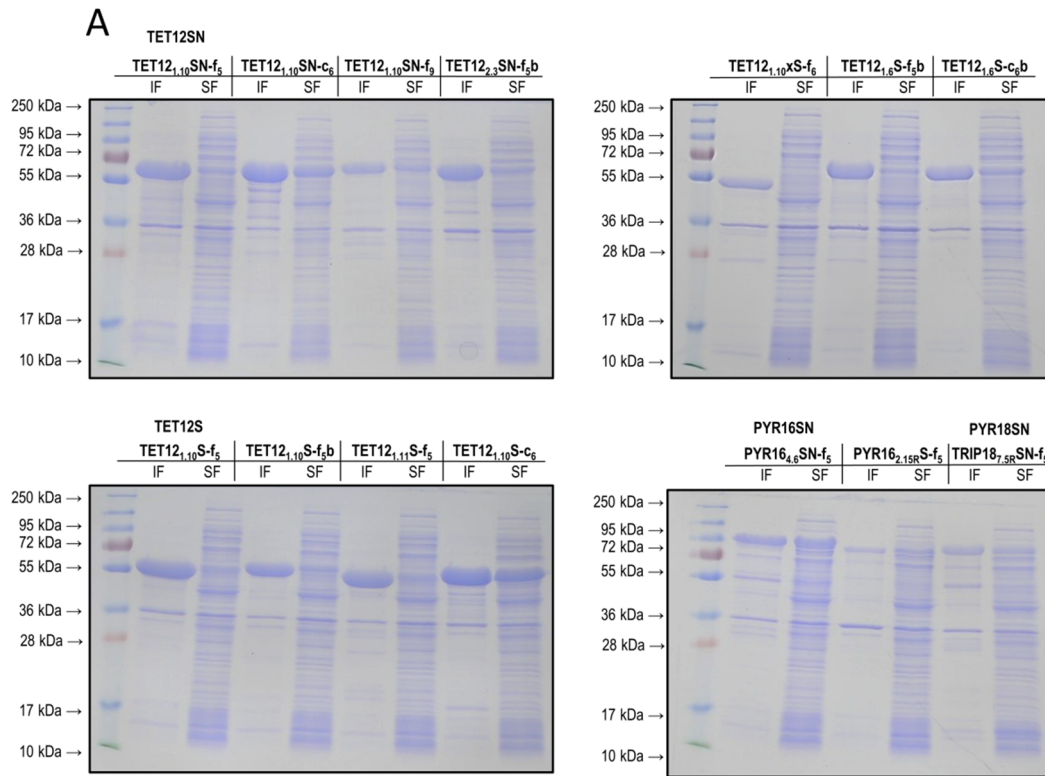 A
TET12SN
TET12₁.₁₀SN-f₅ TET12₁.₁₀SN-c₆ TET12₁.₁₀SN-f₉ TET12₂.₃SN-f₅b
IF SF IF SF IF SF IF SF
250 kDa →
95 kDa →
72 kDa →
55 kDa →
36 kDa →
28 kDa →
17 kDa →
10 kDa →
TET12₁.₁₀xS-f₆ TET12₁.₆S-f₅b TET12₁.₆S-c₆b
IF SF IF SF IF SF
250 kDa →
95 kDa →
72 kDa →
55 kDa →
36 kDa →
28 kDa →
17 kDa →
10 kDa →
TET12S
TET12₁.₁₀S-f₅ TET12₁.₁₀S-f₅b TET12₁.₁₁S-f₅ TET12₁.₁₀S-c₆
IF SF IF SF IF SF IF SF
250 kDa →
95 kDa →
72 kDa →
55 kDa →
36 kDa →
28 kDa →
17 kDa →
10 kDa →
PYR16SN PYR18SN
PYR16₄.₆SN-f₅ PYR16₂.₁₅ᵣS-f₅ TRIP18₇.₅ᵣSN-f₅
IF SF IF SF IF SF
250 kDa →
95 kDa →
72 kDa →
55 kDa →
36 kDa →
28 kDa →
17 kDa →
10 kDa →